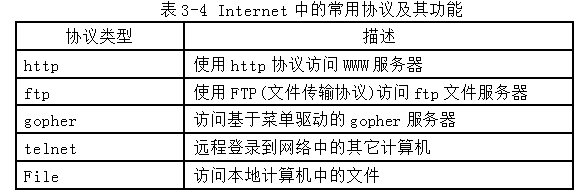 表 3-4 Internet 中的常用协议及其功能
协议类型 描述
http 使用 http 协议访问 WWW 服务器
ftp 使用 FTP(文件传输协议)访问 ftp 文件服务器
gopher 访问基于菜单驱动的 gopher 服务器
telnet 远程登录到网络中的其它计算机
File 访问本地计算机中的文件